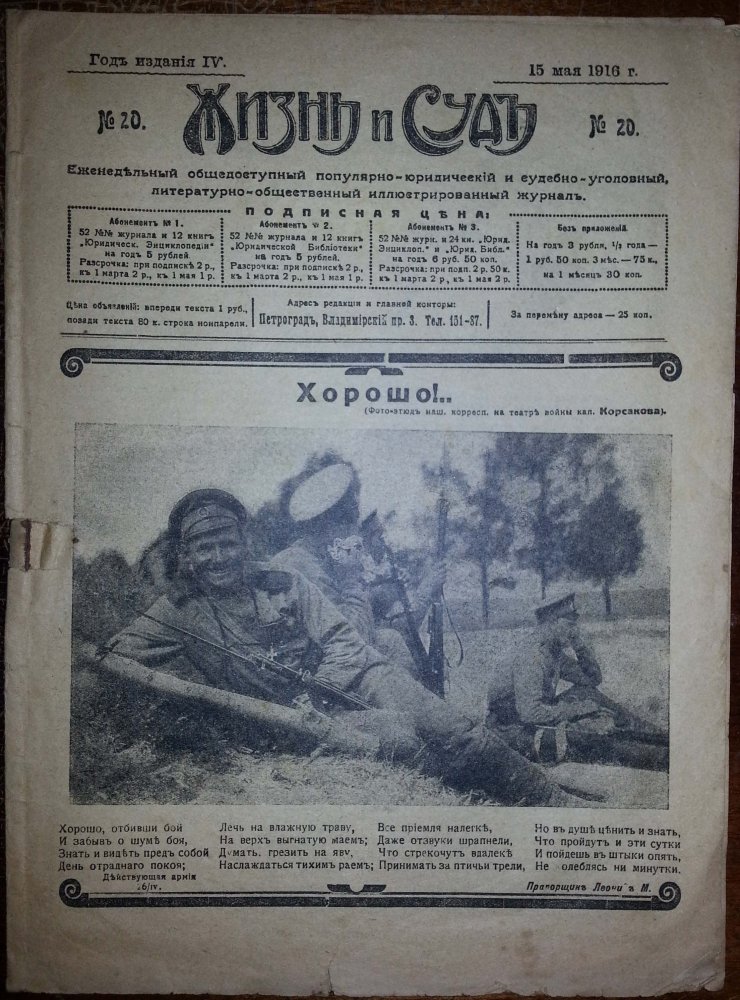 Годъ изданія IV.
15 мая 1916 г.
№ 20.
Жизнь и Судъ
№ 20.
Еженедѣльный общедоступный популярно-юридическій и судебно-уголовный,
литературно-общественный иллюстрированный журналъ.
ПОДПИСНАЯ ЦѢНА:
Абонементъ № 1.
52 №№ журнала и 12 книгъ
„Юридическ. Энциклопедіи“
на годъ 5 рублей.
Разсрочка: при подпискѣ 2 р.,
къ 1 марта 2 р., къ 1 мая 1 р.
Абонементъ № 2.
52 №№ журнала и 12 книгъ
„Юридической Библіотеки“
на годъ 5 рублей.
Разсрочка: при подпискѣ 2 р.,
къ 1 марта 2 р., къ 1 мая 1 р.
Абонементъ № 3.
52 №№ журн. и 24 кн. „Юрид.
Энциклоп.“ и „Юрид. Библ.“
на годъ 6 руб. 50 коп.
Разсрочка: при подп. 2 р. 50 к.
къ 1 марта 2 р., къ 1 мая 2 р.
Безъ приложеній.
На годъ 3 рубля, ½ года —
1 руб. 50 коп. 3 мѣс. — 75 к.,
на 1 мѣсяцъ 30 коп.
Цѣна объявленій: впереди текста 1 руб.,
позади текста 80 к. строка нонпарели.
Адресъ редакціи и главной конторы:
Петроградъ, Владимірскій пр. 3. Тел. 131-87.
За перемѣну адреса — 25 коп.
Хорошо!..
(Фото-этюдъ наш. корресп. на театрѣ войны кап. Корсакова).
Хорошо, отбивши бой
И забывъ о шумѣ боя,
Знать и видѣть предъ собой
День отраднаго покоя;
Лечь на влажную траву,
На верхъ выгнатую маемъ;
Думать, грезить на яву,
Наслаждаться тихимъ раемъ;
Все пріемля налегкѣ,
Даже отзвуки шрапнели,
Что стрекочутъ вдалекѣ
Принимать за птичьи трели,
Но въ душѣ цѣнить и знать,
Что пройдутъ и эти сутки
И пойдешь въ штыки опять,
Не колеблясь ни минутки.
Дѣйствующая армія
26/IV.
Прапорщикъ М.